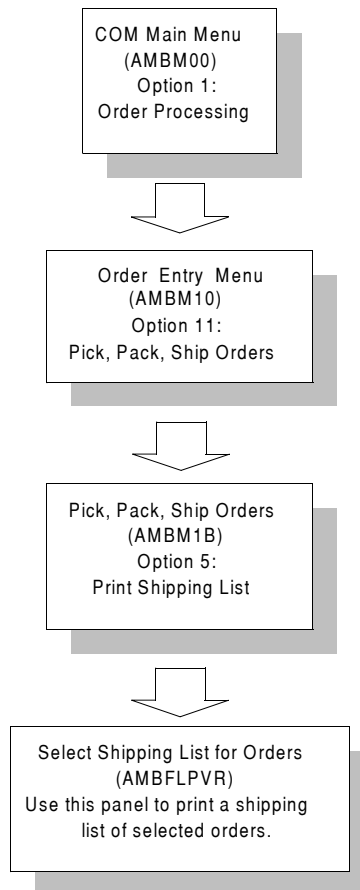 COM Main Menu
(AMBM00)
Option 1:
Order Processing
Order Entry Menu
(AMBM10)
Option 11:
Pick, Pack, Ship Orders
Pick, Pack, Ship Orders
(AMBM1B)
Option 5:
Print Shipping List
Select Shipping List for Orders
(AMBFLPVR)
Use this panel to print a shipping
list of selected orders.